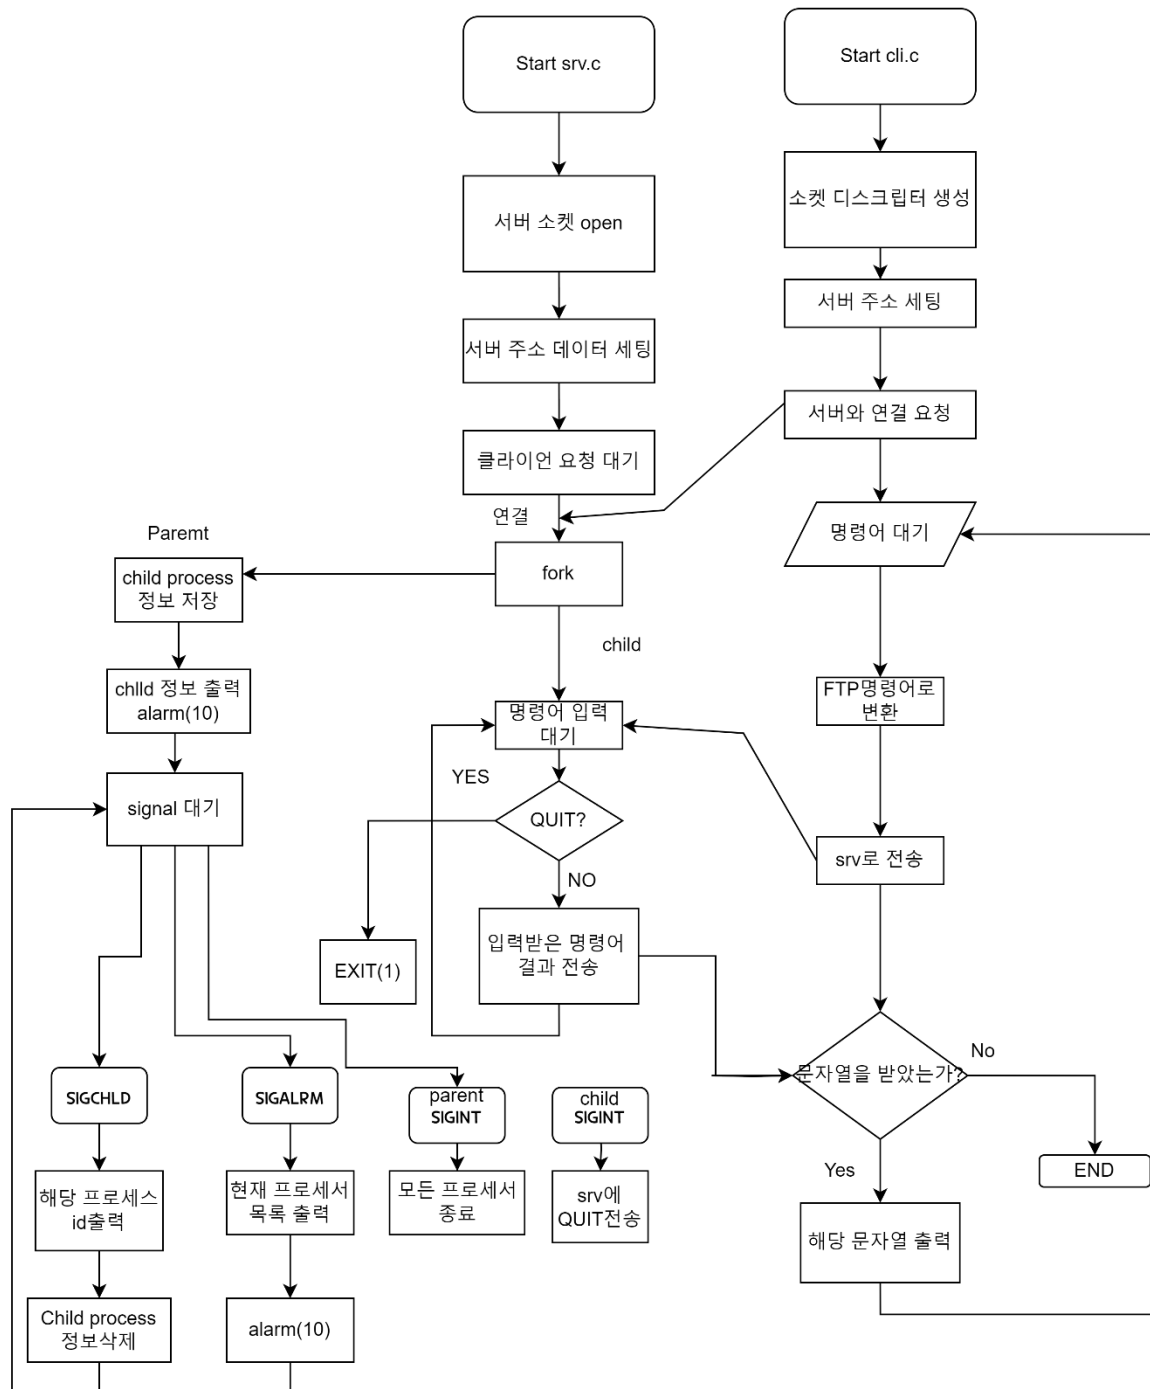 Start srv.c
Start cli.c
서버 소켓 open
소켓 디스크립터 생성
서버 주소 세팅
서버 주소 데이터 세팅
서버와 연결 요청
클라이언 요청 대기
연결
명령어 대기
Paremt
child process
정보 저장
fork
child
chlld 정보 출력
alarm(10)
명령어 입력
대기
FTP명령어로
변환
YES
signal 대기
QUIT?
srv로 전송
NO
입력받은 명령어
결과 전송
EXIT(1)
문자열을 받았는가?
No
SIGCHLD
SIGALRM
parent
SIGINT
child
SIGINT
END
Yes
해당 프로세스
id출력
현재 프로세서
목록 출력
모든 프로세서
종료
srv에
QUIT전송
해당 문자열 출력
Child process
정보삭제
alarm(10)